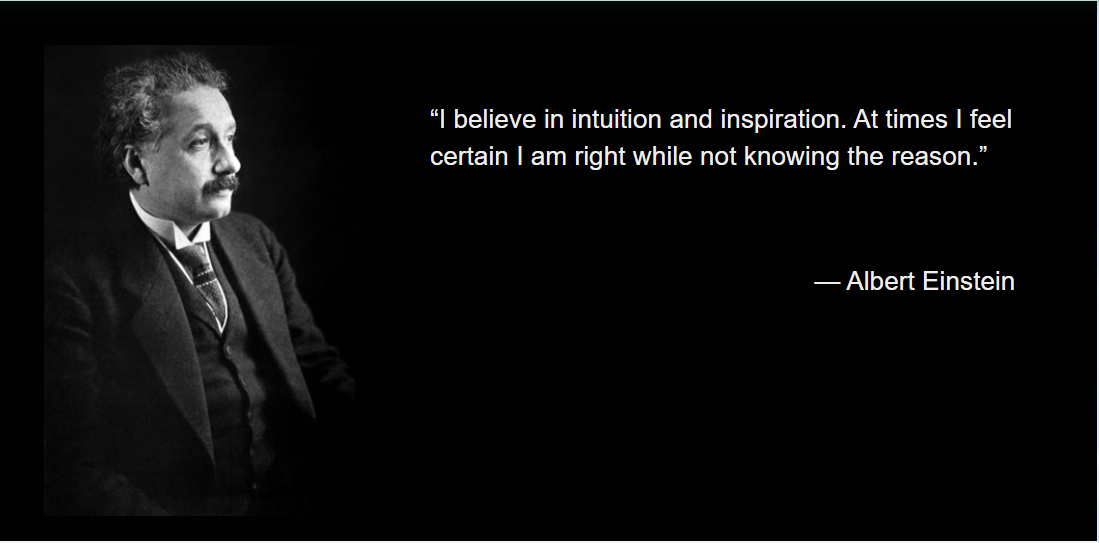 “I believe in intuition and inspiration. At times I feel
certain I am right while not knowing the reason.”
— Albert Einstein